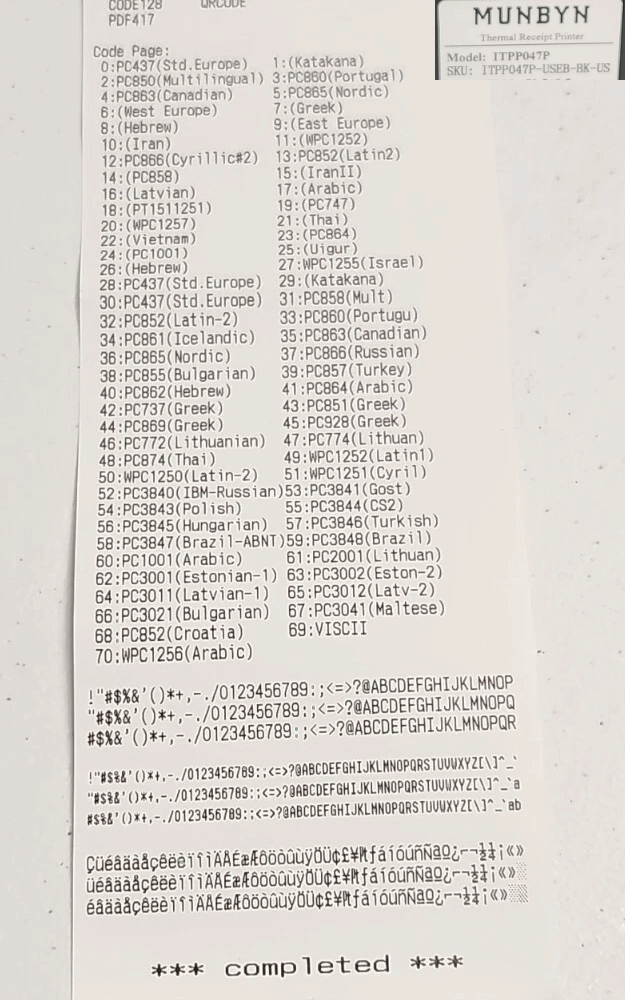 CODE128 QRCODE
PDF417
MUNBYN
Thermal Receipt Printer
Model: ITPP047P
SKU: ITPP047P-USEB-BK-US
Code Page:
0:PC437(Std.Europe) 1:(Katakana)
2:PC850(Multilingual) 3:PC860(Portugal)
4:PC863(Canadian) 5:PC865(Nordic)
6:(West Europe) 7:(Greek)
8:(Hebrew) 9:(East Europe)
10:(Iran) 11:(WPC1252)
12:PC866(Cyrillic#2) 13:PC852(Latin2)
14:(PC858) 15:(IranII)
16:(Latvian) 17:(Arabic)
18:(PT1511251) 19:(PC747)
20:(WPC1257) 21:(Thai)
22:(Vietnam) 23:(PC864)
24:(PC1001) 25:(Uigur)
26:(Hebrew) 27:WPC1255(Israel)
28:PC437(Std.Europe) 29:(Katakana)
30:PC437(Std.Europe) 31:PC858(Mult)
32:PC852(Latin-2) 33:PC860(Portugu)
34:PC861(Icelandic) 35:PC863(Canadian)
36:PC865(Nordic) 37:PC866(Russian)
38:PC855(Bulgarian) 39:PC857(Turkey)
40:PC862(Hebrew) 41:PC864(Arabic)
42:PC737(Greek) 43:PC851(Greek)
44:PC869(Greek) 45:PC928(Greek)
46:PC772(Lithuanian) 47:PC774(Lithuan)
48:PC874(Thai) 49:WPC1252(Latin1)
50:WPC1250(Latin-2) 51:WPC1251(Cyril)
52:PC3840(IBM-Russian)53:PC3841(Gost)
54:PC3843(Polish) 55:PC3844(CS2)
56:PC3845(Hungarian) 57:PC3846(Turkish)
58:PC3847(Brazil-ABNT)59:PC3848(Brazil)
60:PC1001(Arabic) 61:PC2001(Lithuan)
62:PC3001(Estonian-1) 63:PC3002(Eston-2)
64:PC3011(Latvian-1) 65:PC3012(Latv-2)
66:PC3021(Bulgarian) 67:PC3041(Maltese)
68:PC852(Croatia) 69:VISCII
70:WPC1256(Arabic)
!"#$%&'()*+,-./0123456789:;<=>?@ABCDEFGHIJKLMNOP
"#$%&'()*+,-./0123456789:;<=>?@ABCDEFGHIJKLMNOPQ
#$%&'()*+,-./0123456789:;<=>?@ABCDEFGHIJKLMNOPQR
!"#$%&'()*+,-./0123456789:;<=>?@ABCDEFGHIJKLMNOPQRSTUVWXYZ[\]^_`
"#$%&'()*+,-./0123456789:;<=>?@ABCDEFGHIJKLMNOPQRSTUVWXYZ[\]^_`a
#$%&'()*+,-./0123456789:;<=>?@ABCDEFGHIJKLMNOPQRSTUVWXYZ[\]^_`ab
ÇüéâäàåçêëèïîìÄÅÉæÆôöòûùÿÖÜ¢£¥₧ƒáíóúñÑªº¿⌐¬½¼¡«»
üéâäàåçêëèïîìÄÅÉæÆôöòûùÿÖÜ¢£¥₧ƒáíóúñÑªº¿⌐¬½¼¡«»░
éâäàåçêëèïîìÄÅÉæÆôöòûùÿÖÜ¢£¥₧ƒáíóúñÑªº¿⌐¬½¼¡«»░▒
*** completed ***